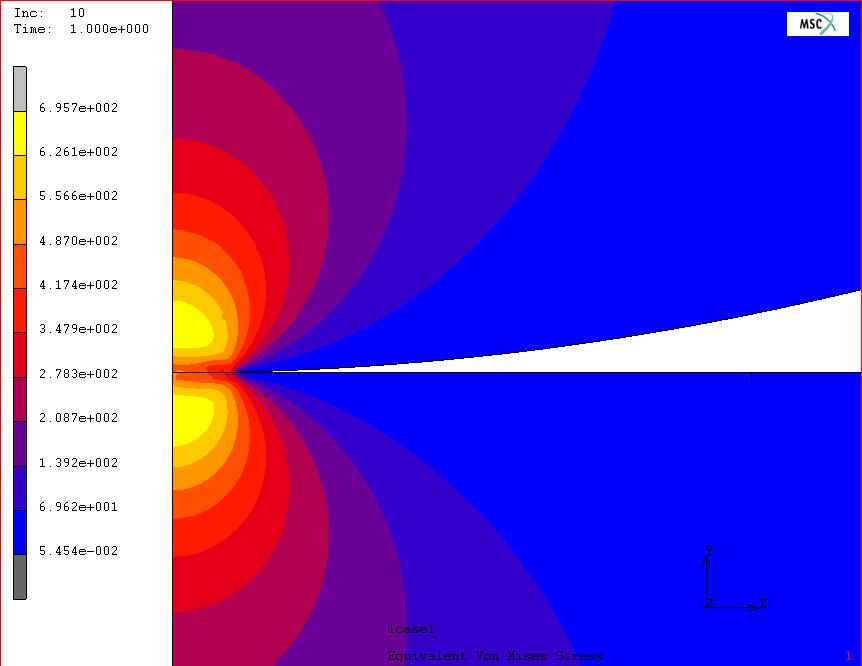 Inc: 10
Time: 1.000e+000
MSC
6.957e+002
6.261e+002
5.566e+002
4.870e+002
4.174e+002
3.479e+002
2.783e+002
2.087e+002
1.392e+002
6.962e+001
5.454e-002
Y
Z X
lcase1
Equivalent Von Mises Stress
1